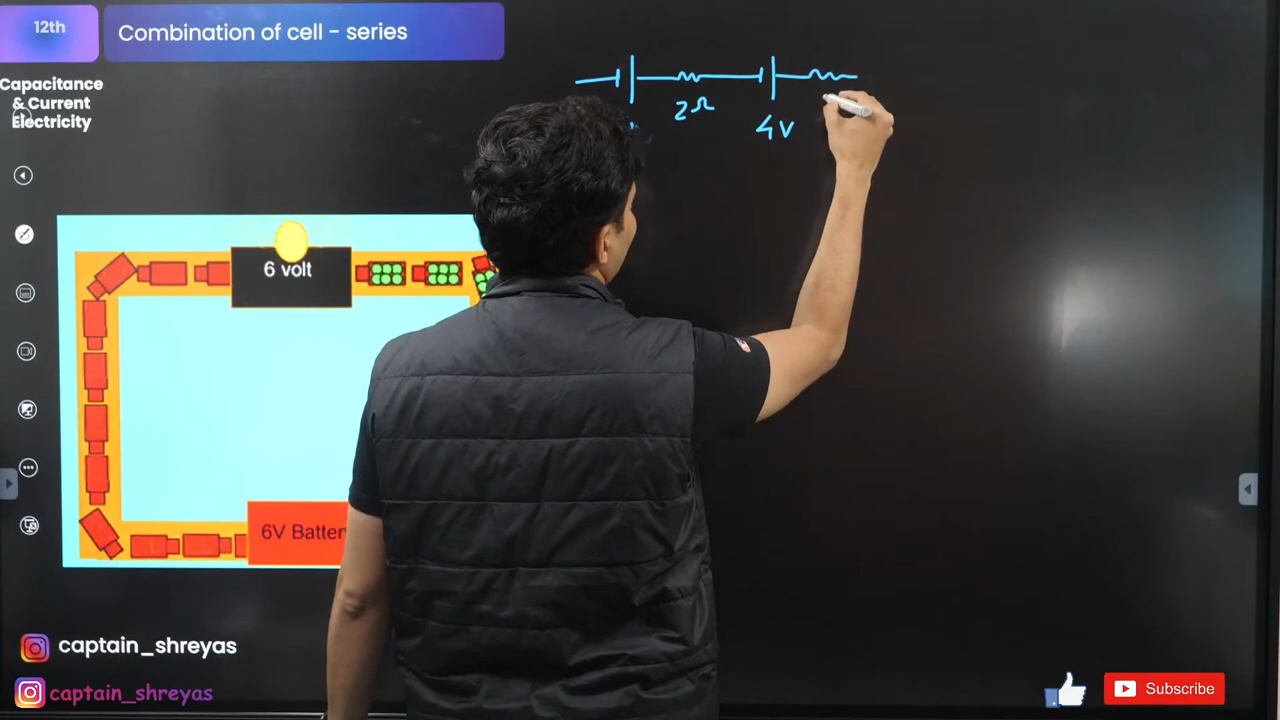 12th
Combination of cell - series
Capacitance
& Current
Electricity
2Ω
4V
6 volt
6V Batter
captain_shreyas
captain_shreyas
Subscribe